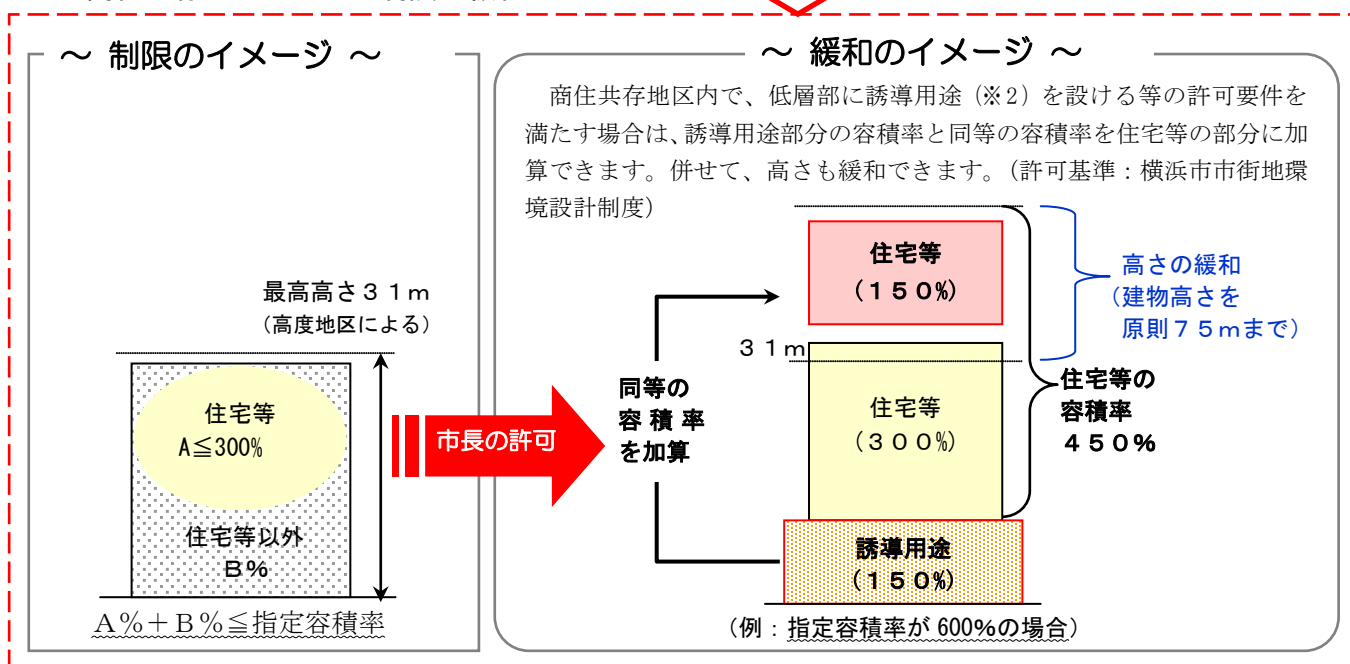 ～ 制限のイメージ ～
最高高さ３１ｍ
（高度地区による）
住宅等
A≦300%
住宅等以外
Ｂ％
Ａ％＋Ｂ％≦指定容積率
市長の許可
～ 緩和のイメージ ～
商住共存地区内で、低層部に誘導用途（※２）を設ける等の許可要件を
満たす場合は、誘導用途部分の容積率と同等の容積率を住宅等の部分に加
算できます。併せて、高さも緩和できます。（許可基準：横浜市市街地環
境設計制度）
住宅等
（１５０％）
高さの緩和
（建物高さを
原則７５ｍまで）
３１ｍ
同等の
容 積 率
を加算
住宅等
（３００％）
住宅等の
容積率
４５０％
誘導用途
（１５０％）
（例：指定容積率が 600％の場合）